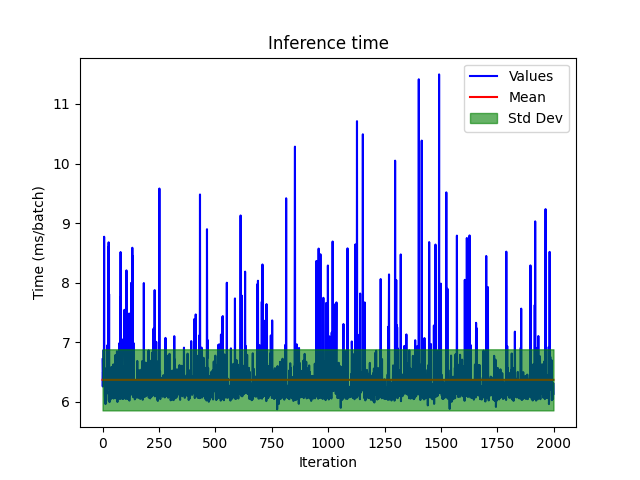 Inference time
Values
Mean
Std Dev
Time (ms/batch)
11
10
9
8
7
6
0 250 500 750 1000 1250 1500 1750 2000
Iteration